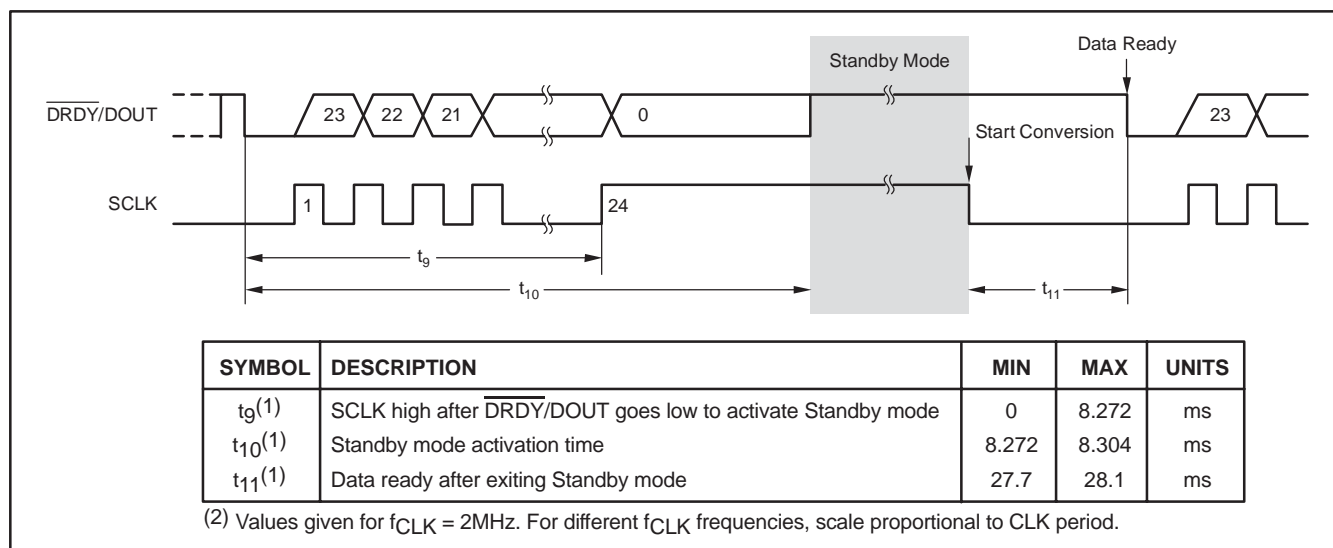 Data Ready
Standby Mode
DRDY/DOUT 23 22 21 0 23
Start Conversion
SCLK 1 24
t9
t10 t11
SYMBOL DESCRIPTION MIN MAX UNITS
t9(1) SCLK high after DRDY/DOUT goes low to activate Standby mode 0 8.272 ms
t10(1) Standby mode activation time 8.272 8.304 ms
t11(1) Data ready after exiting Standby mode 27.7 28.1 ms
(2) Values given for fCLK = 2MHz. For different fCLK frequencies, scale proportional to CLK period.